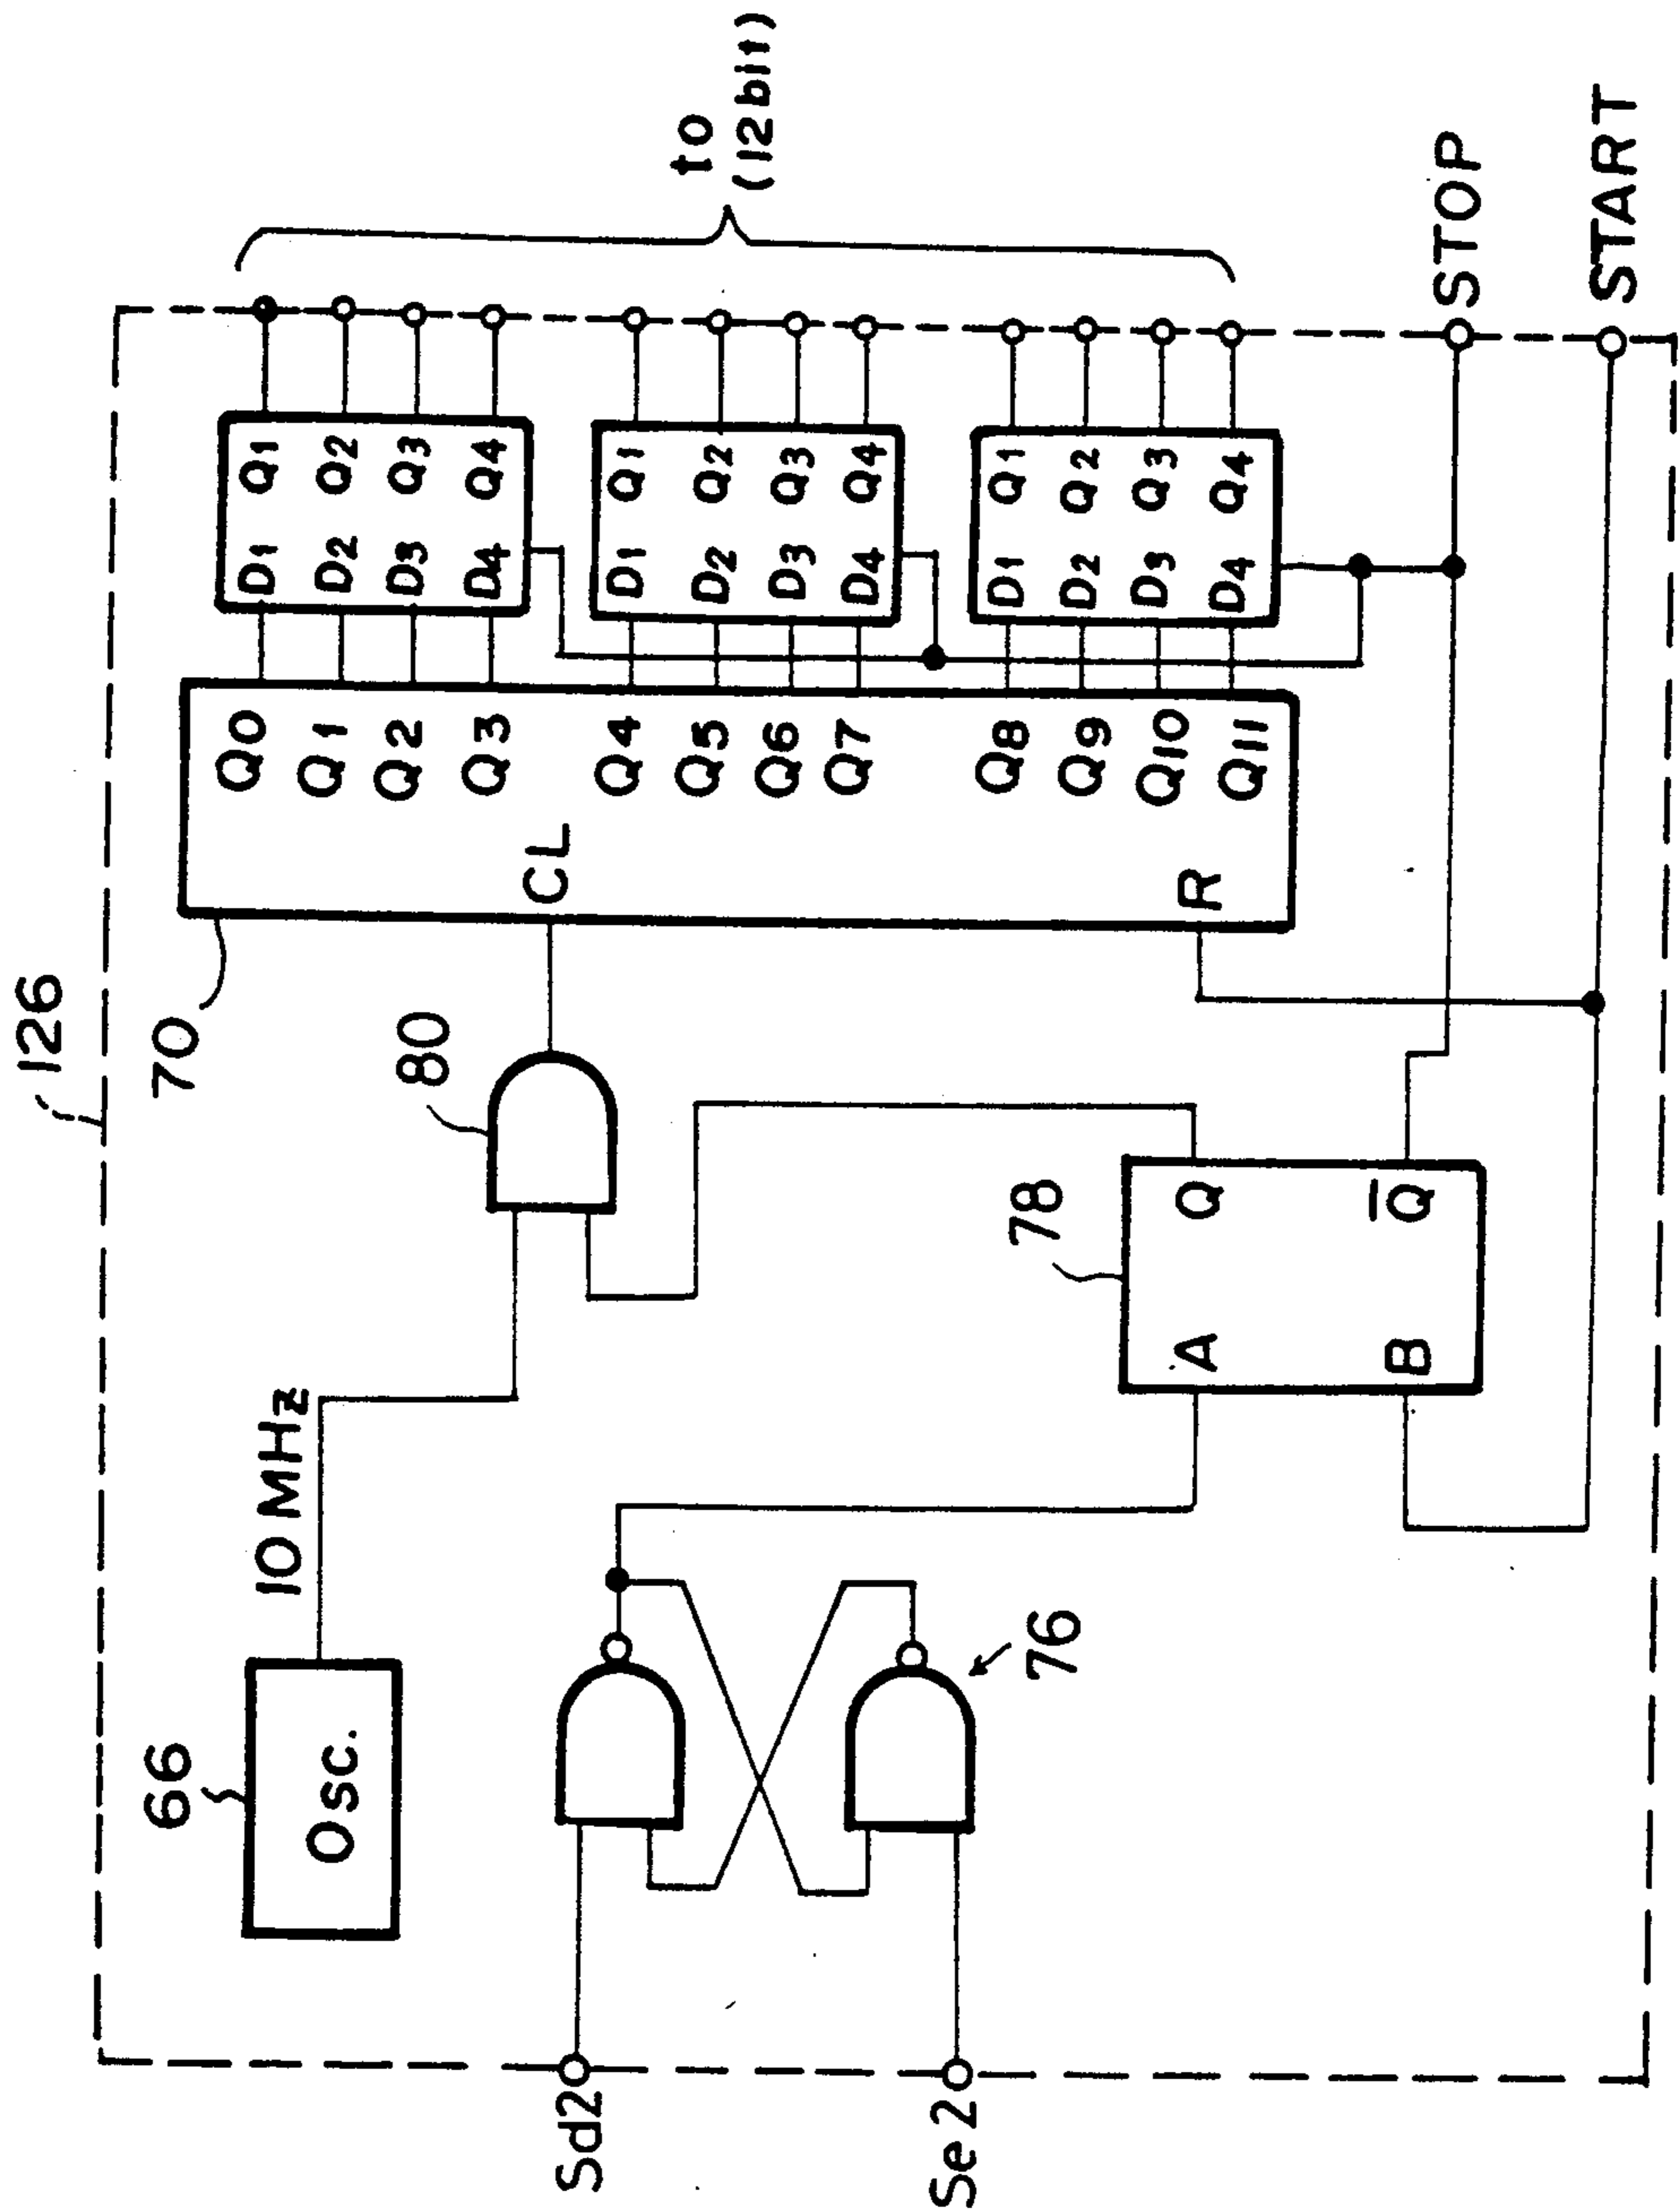 126
70
80
66
10 MHz
Osc.
CL
R
Q0
Q1
Q2
Q3
Q4
Q5
Q6
Q7
Q8
Q9
Q10
Q11
D1 Q1
D2 Q2
D3 Q3
D4 Q4
D1 Q1
D2 Q2
D3 Q3
D4 Q4
D1 Q1
D2 Q2
D3 Q3
D4 Q4
to
(12bit)
Sd2
Se2
76
78
A Q
B Q̅
STOP
START